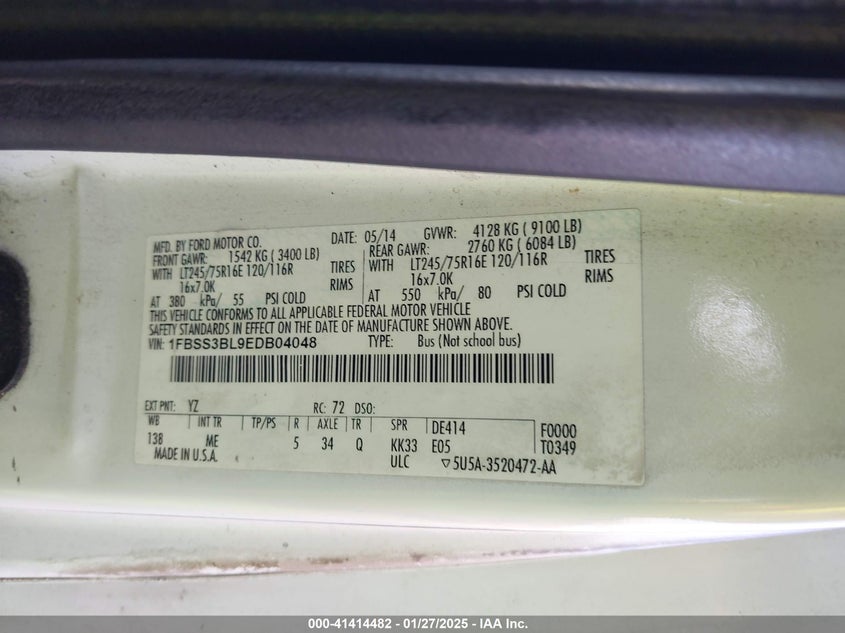 MFD. BY FORD MOTOR CO. DATE: 05/14 GVWR: 4128 KG ( 9100 LB)
FRONT GAWR: 1542 KG ( 3400 LB) REAR GAWR: 2760 KG ( 6084 LB)
WITH LT245/75R16E 120/116R TIRES WITH LT245/75R16E 120/116R TIRES
16x7.0K RIMS 16x7.0K RIMS
AT 380 kPa/ 55 PSI COLD AT 550 kPa/ 80 PSI COLD
THIS VEHICLE CONFORMS TO ALL APPLICABLE FEDERAL MOTOR VEHICLE
SAFETY STANDARDS IN EFFECT ON THE DATE OF MANUFACTURE SHOWN ABOVE.
VIN: 1FBSS3BL9EDB04048 TYPE: Bus (Not school bus)
EXT PNT: YZ RC: 72 DSO:
WB INT TR TP/PS R AXLE TR SPR DE414 F0000
138 ME 5 34 Q KK33 E05 T0349
MADE IN U.S.A. ULC ▽5U5A-3520472-AA
000-41414482 - 01/27/2025 - IAA Inc.